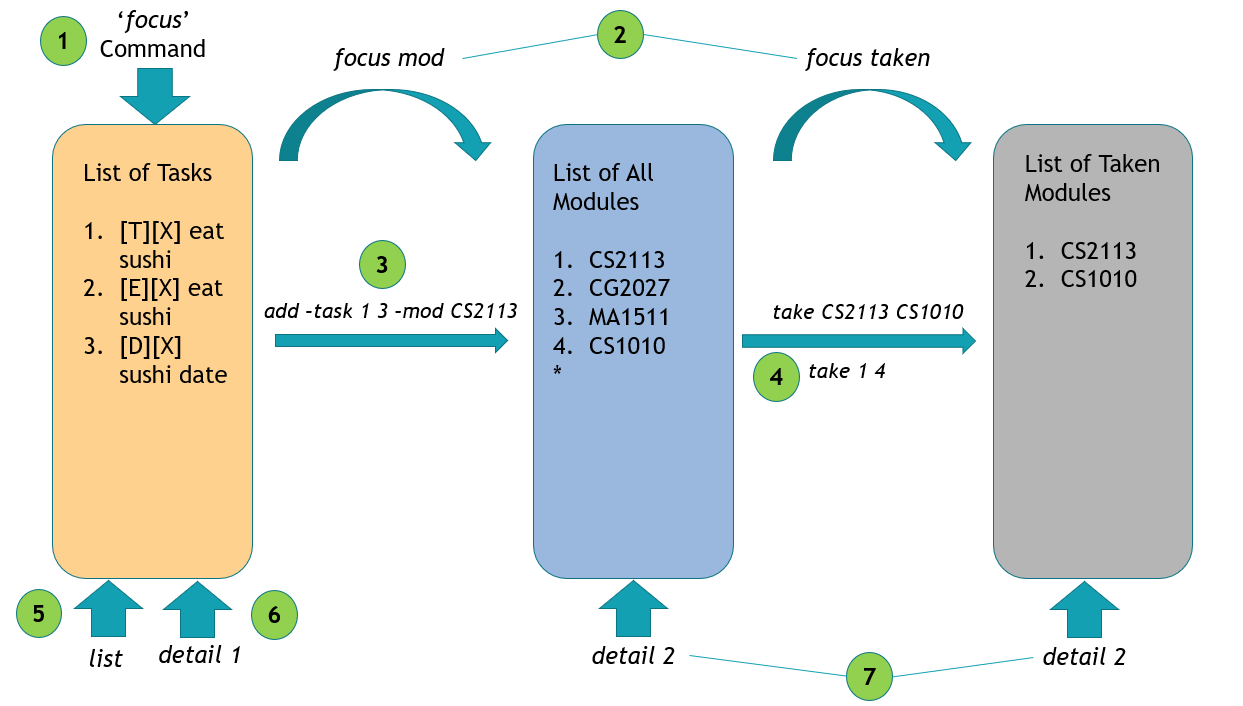 1
‘focus’
Command
2
focus mod
focus taken
List of Tasks
1. [T][X] eat
sushi
2. [E][X] eat
sushi
3. [D][X]
sushi date
3
add –task 1 3 –mod CS2113
List of All
Modules
1. CS2113
2. CG2027
3. MA1511
4. CS1010
*
take CS2113 CS1010
4
take 1 4
List of Taken
Modules
1. CS2113
2. CS1010
5
list
detail 1
6
detail 2
7
detail 2